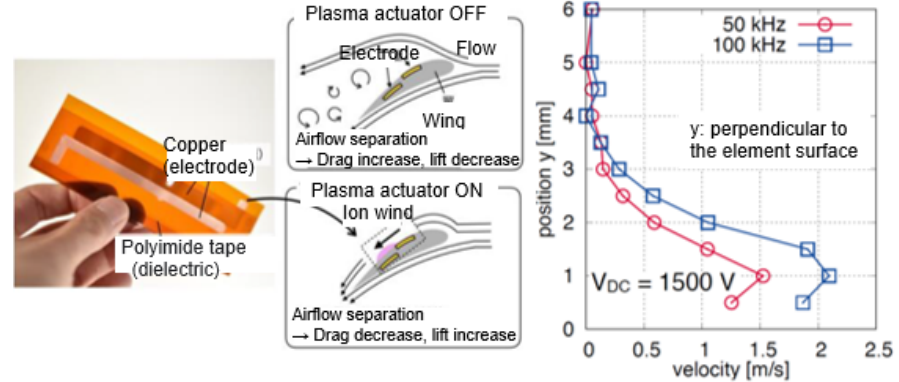 Copper
(electrode)
Polyimide tape
(dielectric)
Plasma actuator OFF
Electrode
Flow
Wing
Airflow separation
→ Drag increase, lift decrease
Plasma actuator ON
Ion wind
Airflow separation
→ Drag decrease, lift increase
position y [mm]
6
5
4
3
2
1
0
50 kHz
100 kHz
y: perpendicular to
the element surface
V_DC = 1500 V
0 0.5 1 1.5 2 2.5
velocity [m/s]